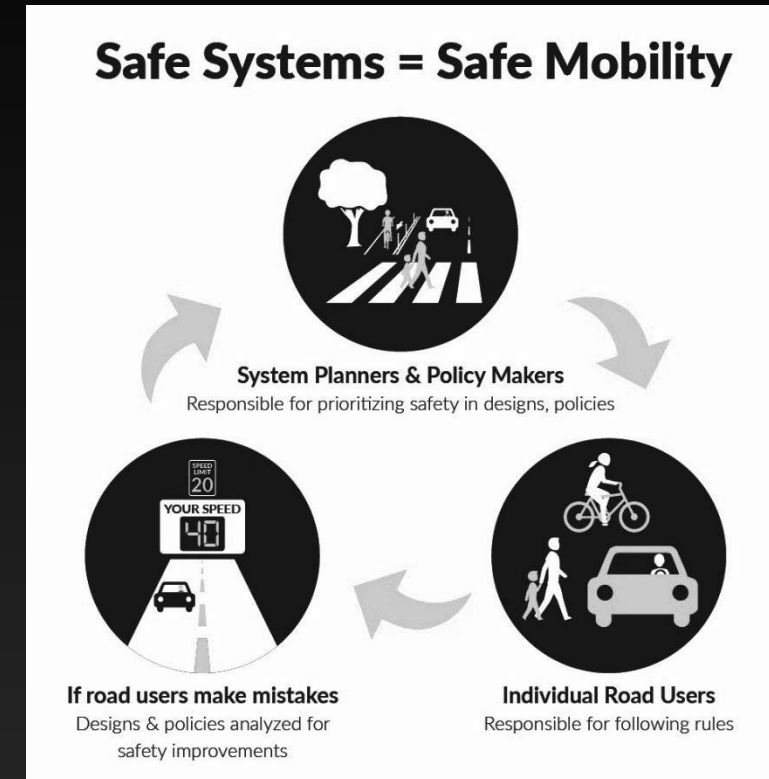 Safe Systems = Safe Mobility
System Planners & Policy Makers
Responsible for prioritizing safety in designs, policies
SPEED
LIMIT
20
YOUR SPEED
40
If road users make mistakes
Designs & policies analyzed for
safety improvements
Individual Road Users
Responsible for following rules